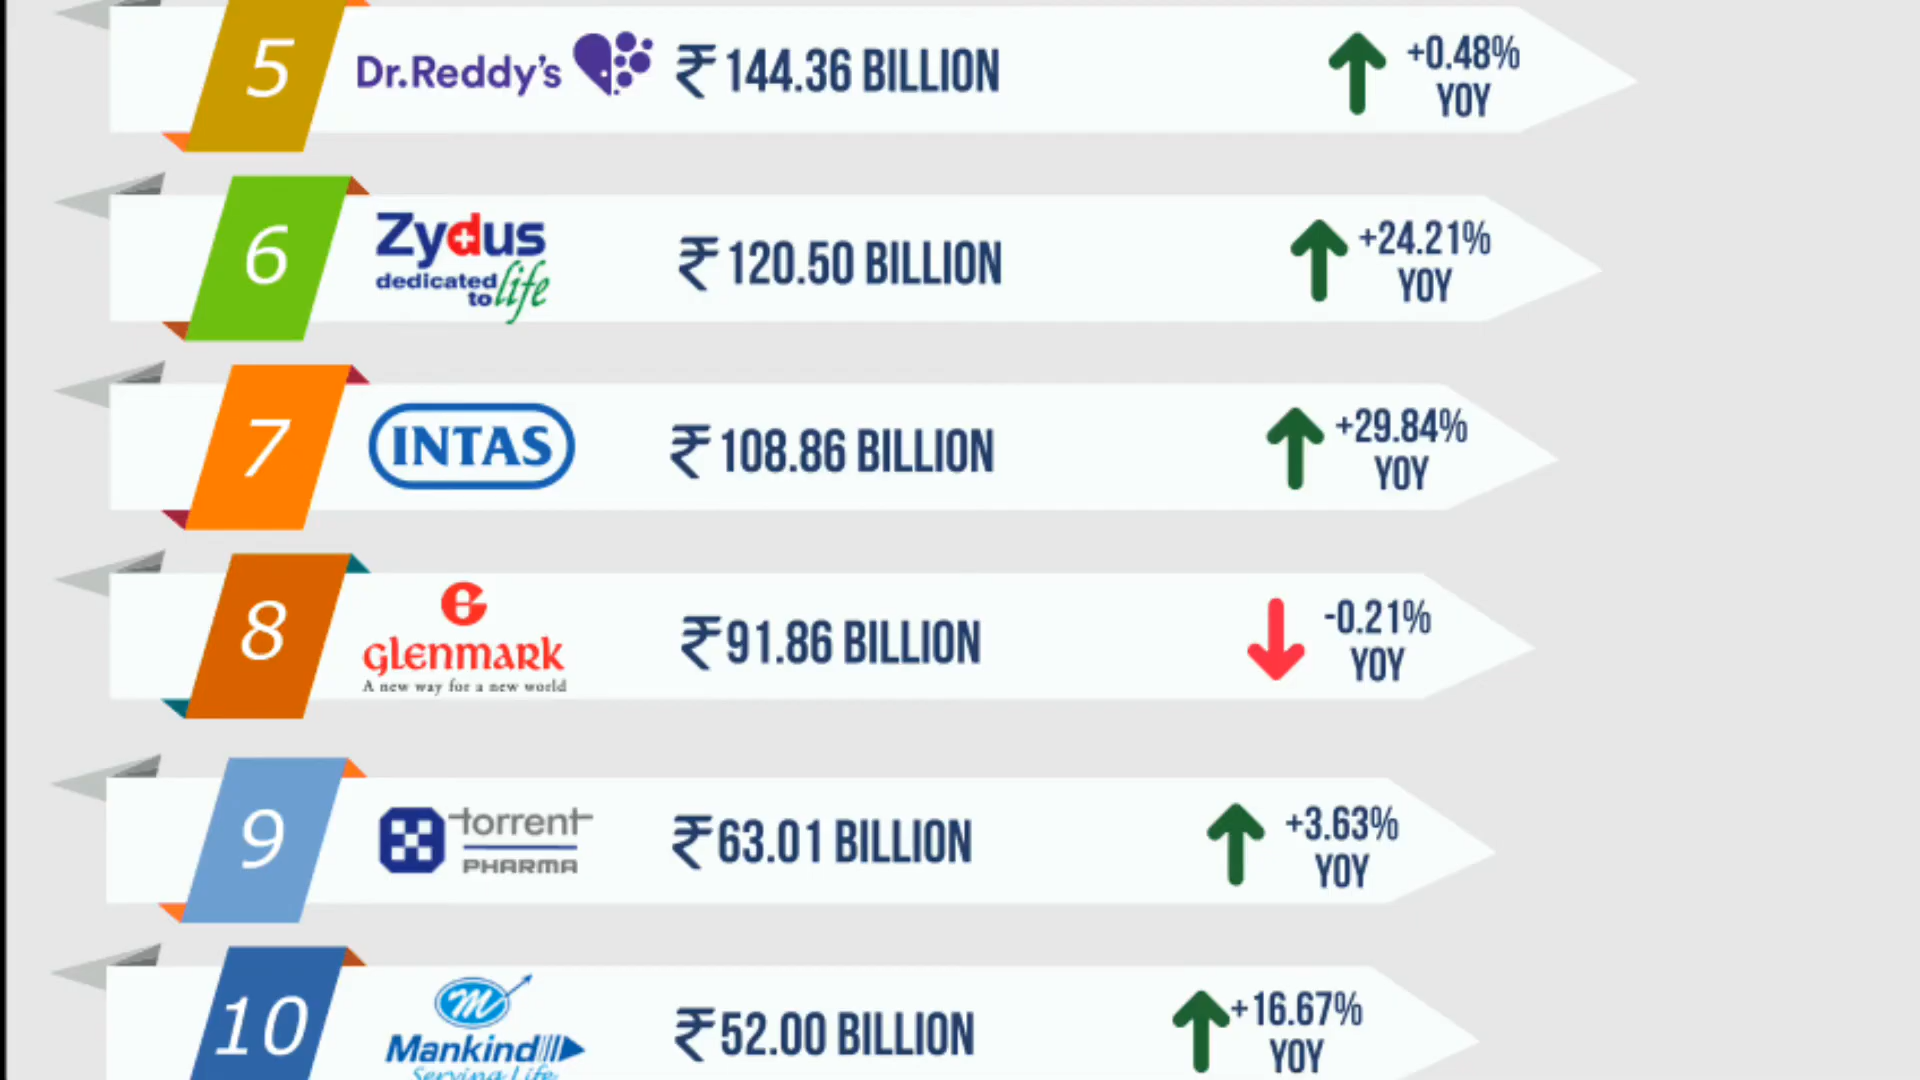 5
Dr.Reddy's
₹ 144.36 BILLION
+0.48%
YOY
6
Zydus
dedicated
to life
₹ 120.50 BILLION
+24.21%
YOY
7
INTAS
₹ 108.86 BILLION
+29.84%
YOY
8
glenmark
A new way for a new world
₹ 91.86 BILLION
-0.21%
YOY
9
torrent
PHARMA
₹ 63.01 BILLION
+3.63%
YOY
10
Mankind
Serving Life
₹ 52.00 BILLION
+16.67%
YOY